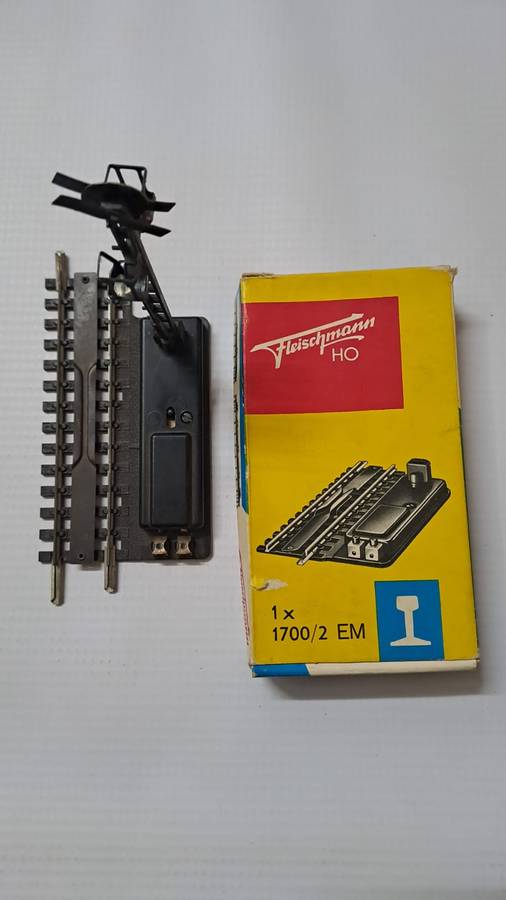 Fleischmann
HO
1 x
1700/2 EM